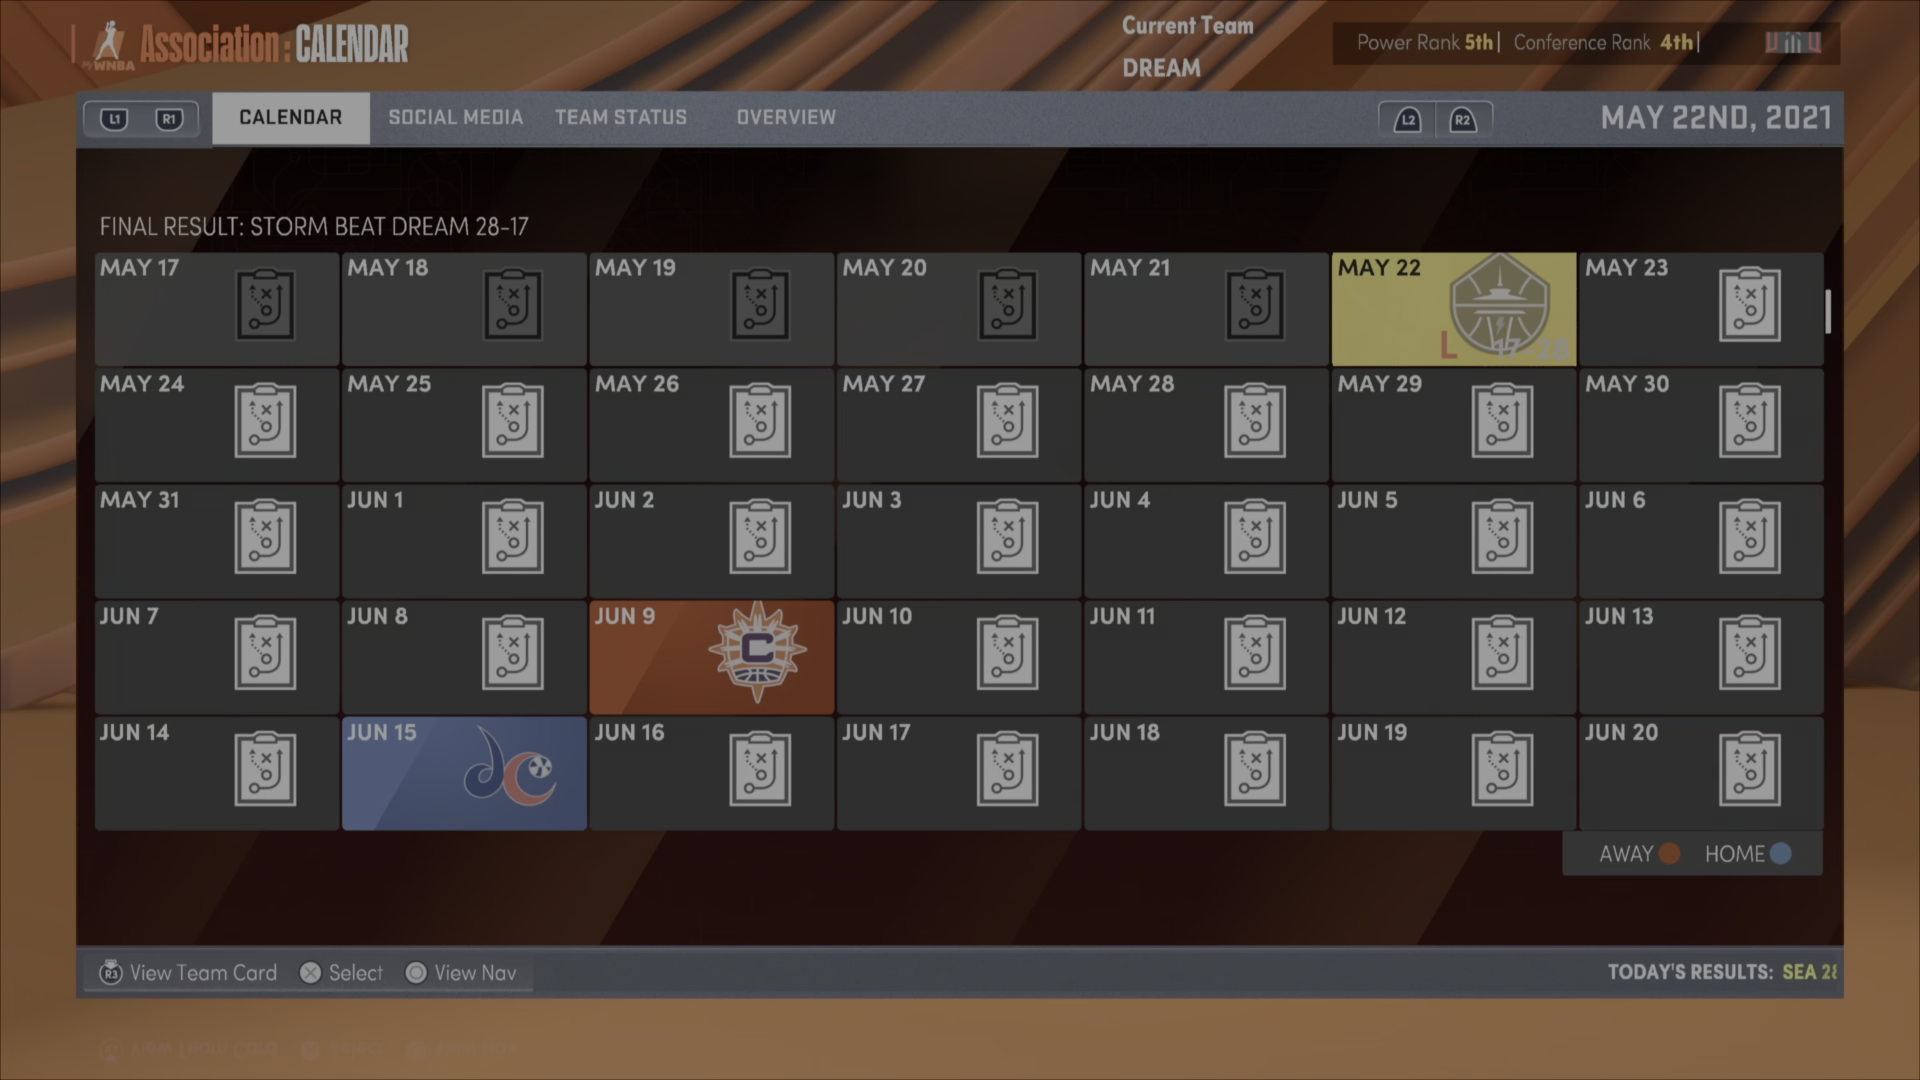 Association: CALENDAR
WNBA
Current Team
DREAM
Power Rank 5th| Conference Rank 4th|
L1 R1 CALENDAR SOCIAL MEDIA TEAM STATUS OVERVIEW L2 R2 MAY 22ND, 2021
FINAL RESULT: STORM BEAT DREAM 28-17
MAY 17 MAY 18 MAY 19 MAY 20 MAY 21 MAY 22 MAY 23
L 17-28
MAY 24 MAY 25 MAY 26 MAY 27 MAY 28 MAY 29 MAY 30
MAY 31 JUN 1 JUN 2 JUN 3 JUN 4 JUN 5 JUN 6
JUN 7 JUN 8 JUN 9 JUN 10 JUN 11 JUN 12 JUN 13
C
JUN 14 JUN 15 JUN 16 JUN 17 JUN 18 JUN 19 JUN 20
dc
AWAY HOME
R3 View Team Card Select View Nav TODAY'S RESULTS: SEA 28